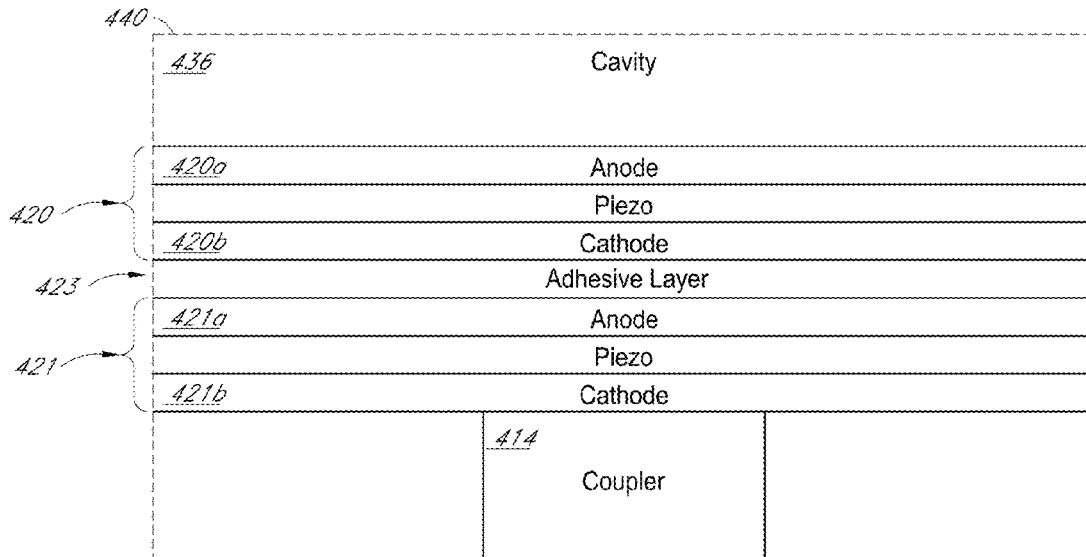 440
436 Cavity
420a Anode
Piezo
420
420b Cathode
423 Adhesive Layer
421a Anode
Piezo
421
421b Cathode
414
Coupler